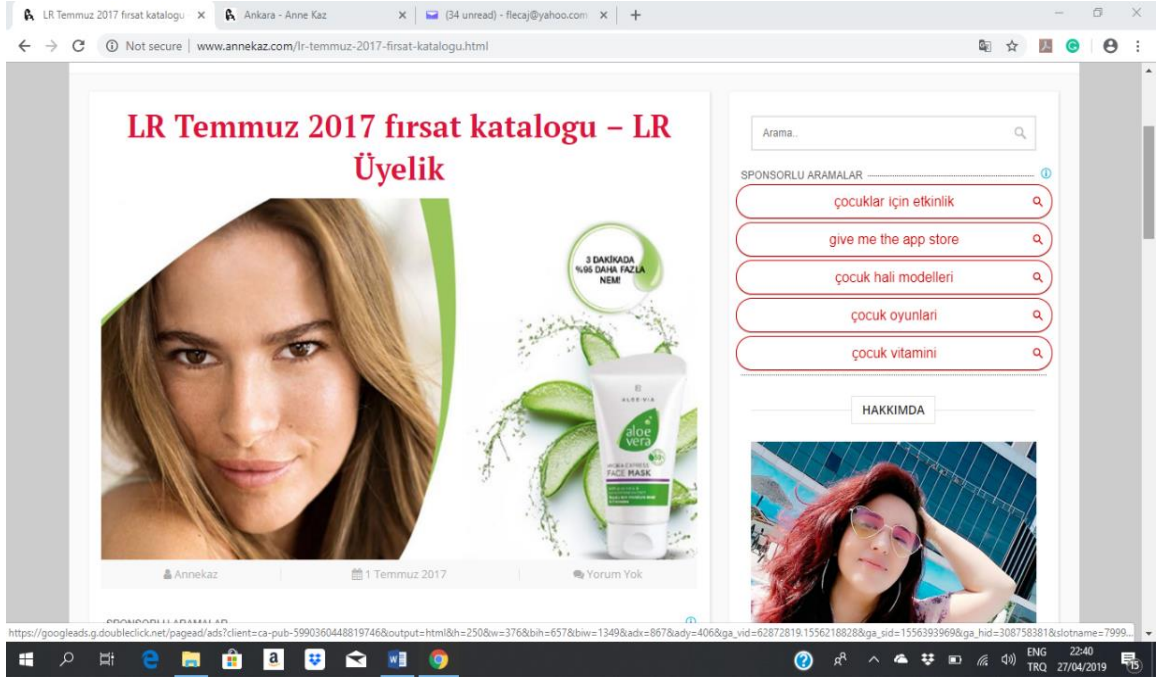 LR Temmuz 2017 fırsat katalogu
Ankara - Anne Kaz
(34 unread) - flecaj@yahoo.com
Not secure | www.annekaz.com/lr-temmuz-2017-firsat-katalogu.html
LR Temmuz 2017 fırsat katalogu – LR
Üyelik
3 DAKİKADA
%95 DAHA FAZLA
NEM!
ALOE VIA
aloe
vera
FACE MASK
Annekaz
1 Temmuz 2017
Yorum Yok
Arama..
SPONSORLU ARAMALAR
çocuklar için etkinlik
give me the app store
çocuk hali modelleri
çocuk oyunlari
çocuk vitamini
HAKKIMDA
SPONSORLU ARAMALAR
https://googleads.g.doubleclick.net/pagead/ads?client=ca-pub-5990360448819746&output=html&h=250&w=376&bih=657&biw=1349&adx=867&ady=406&ga_vid=62872819.1556218828&ga_sid=1556393969&ga_hid=308758381&slotname=7999...
ENG
TRQ
22:40
27/04/2019
15